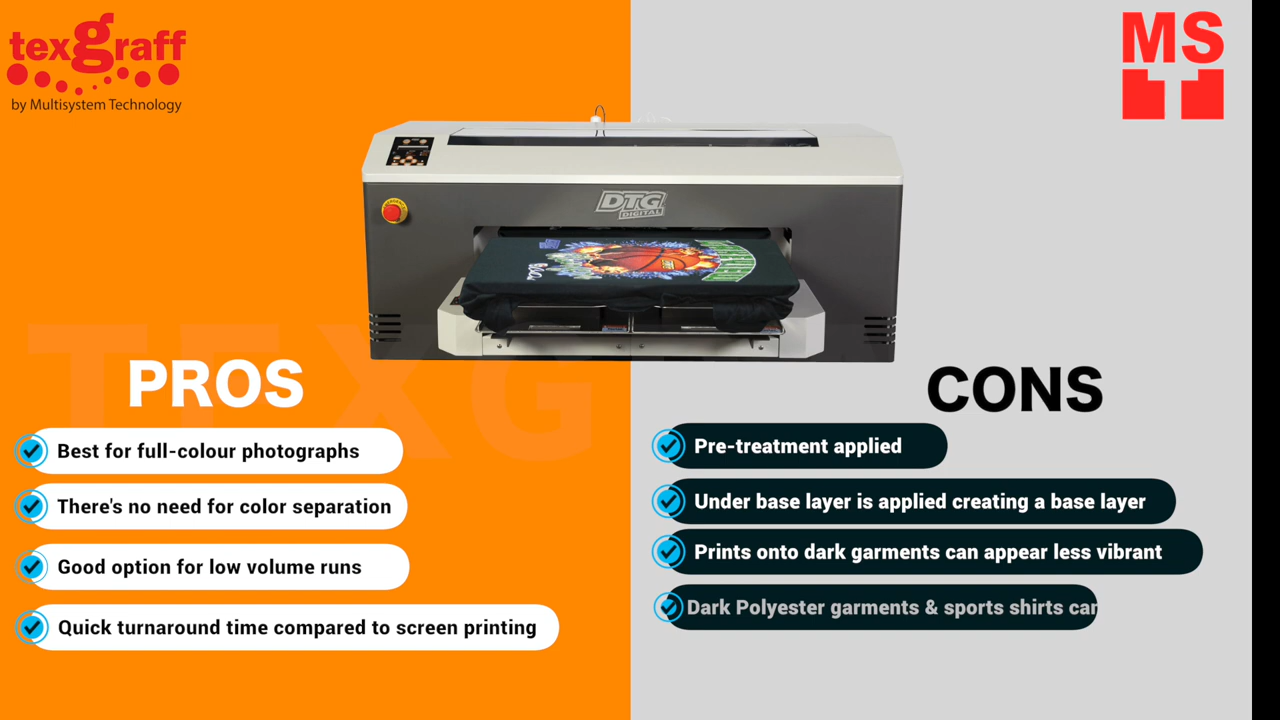 texgraff
by Multisystem Technology
MS
DTG
DIGITAL
PROS
Best for full-colour photographs
There's no need for color separation
Good option for low volume runs
Quick turnaround time compared to screen printing
CONS
Pre-treatment applied
Under base layer is applied creating a base layer
Prints onto dark garments can appear less vibrant
Dark Polyester garments & sports shirts can
TEXG